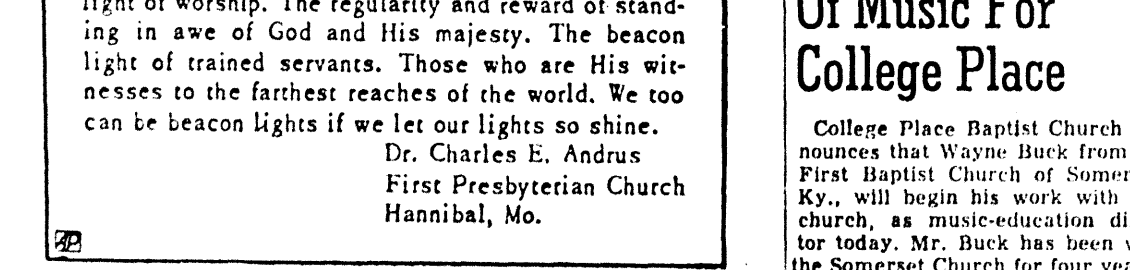 light of worship. The regularity and reward of stand-
ing in awe of God and His majesty. The beacon
light of trained servants. Those who are His wit-
nesses to the farthest reaches of the world. We too
can be beacon lights if we let our lights so shine.
Dr. Charles E. Andrus
First Presbyterian Church
Hannibal, Mo.
AP
Of Music For
College Place
College Place Baptist Church
nounces that Wayne Buck from
First Baptist Church of Somer
Ky., will begin his work with
church, as music-education di
tor today. Mr. Buck has been
the Somerset Church for four yea